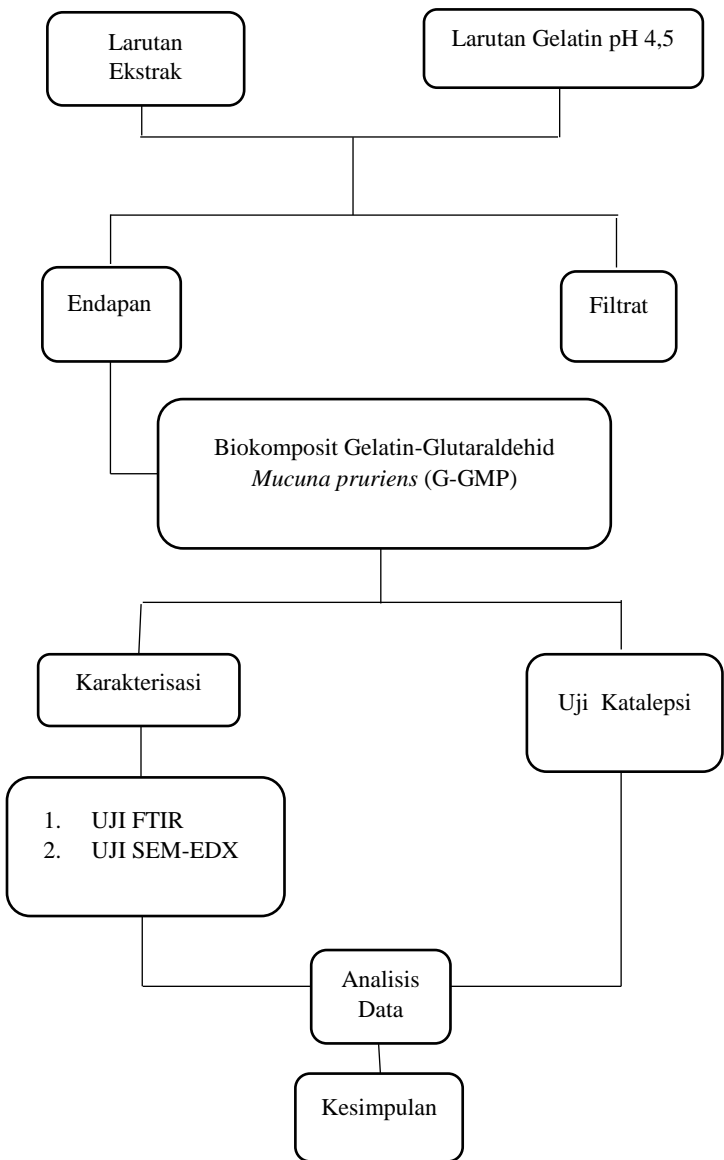 Larutan
Ekstrak
Larutan Gelatin pH 4,5
Endapan
Filtrat
Biokomposit Gelatin-Glutaraldehid
Mucuna pruriens (G-GMP)
Karakterisasi
Uji Katalepsi
1. UJI FTIR
2. UJI SEM-EDX
Analisis
Data
Kesimpulan